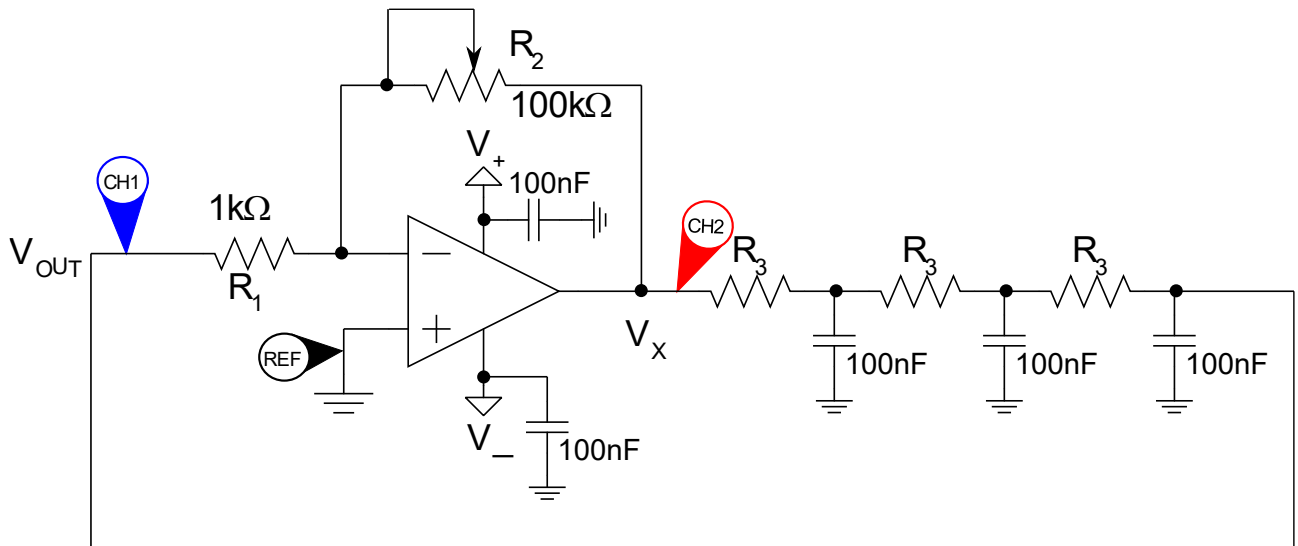 R2
100kΩ
V+
100nF
CH1
1kΩ
CH2
VOUT
R1
R3
R3
R3
−
+
REF
VX
100nF
100nF
100nF
V−
100nF